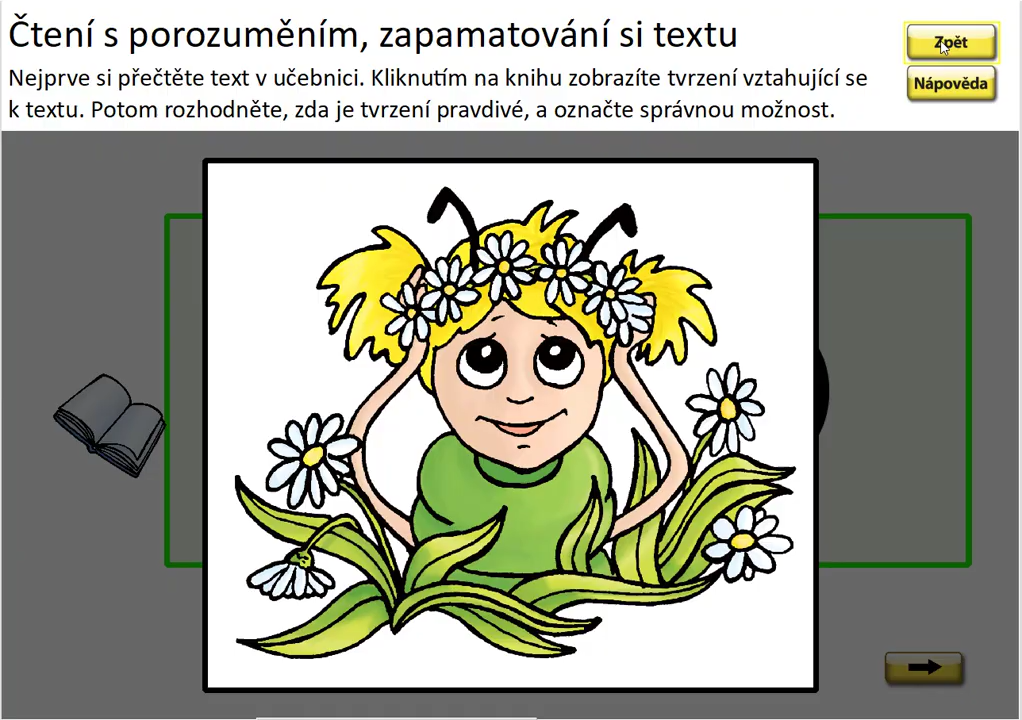 Čtení s porozuměním, zapamatování si textu
Nejprve si přečtěte text v učebnici. Kliknutím na knihu zobrazíte tvrzení vztahující se
k textu. Potom rozhodněte, zda je tvrzení pravdivé, a označte správnou možnost.
Zpět
Nápověda